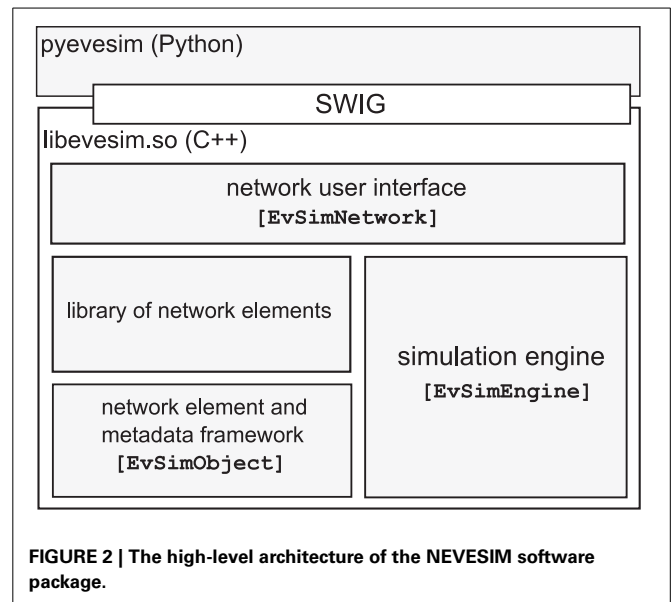 pyevesim (Python)
SWIG
libevesim.so (C++)
network user interface
[EvSimNetwork]
library of network elements
simulation engine
[EvSimEngine]
network element and
metadata framework
[EvSimObject]
FIGURE 2 | The high-level architecture of the NEVESIM software
package.